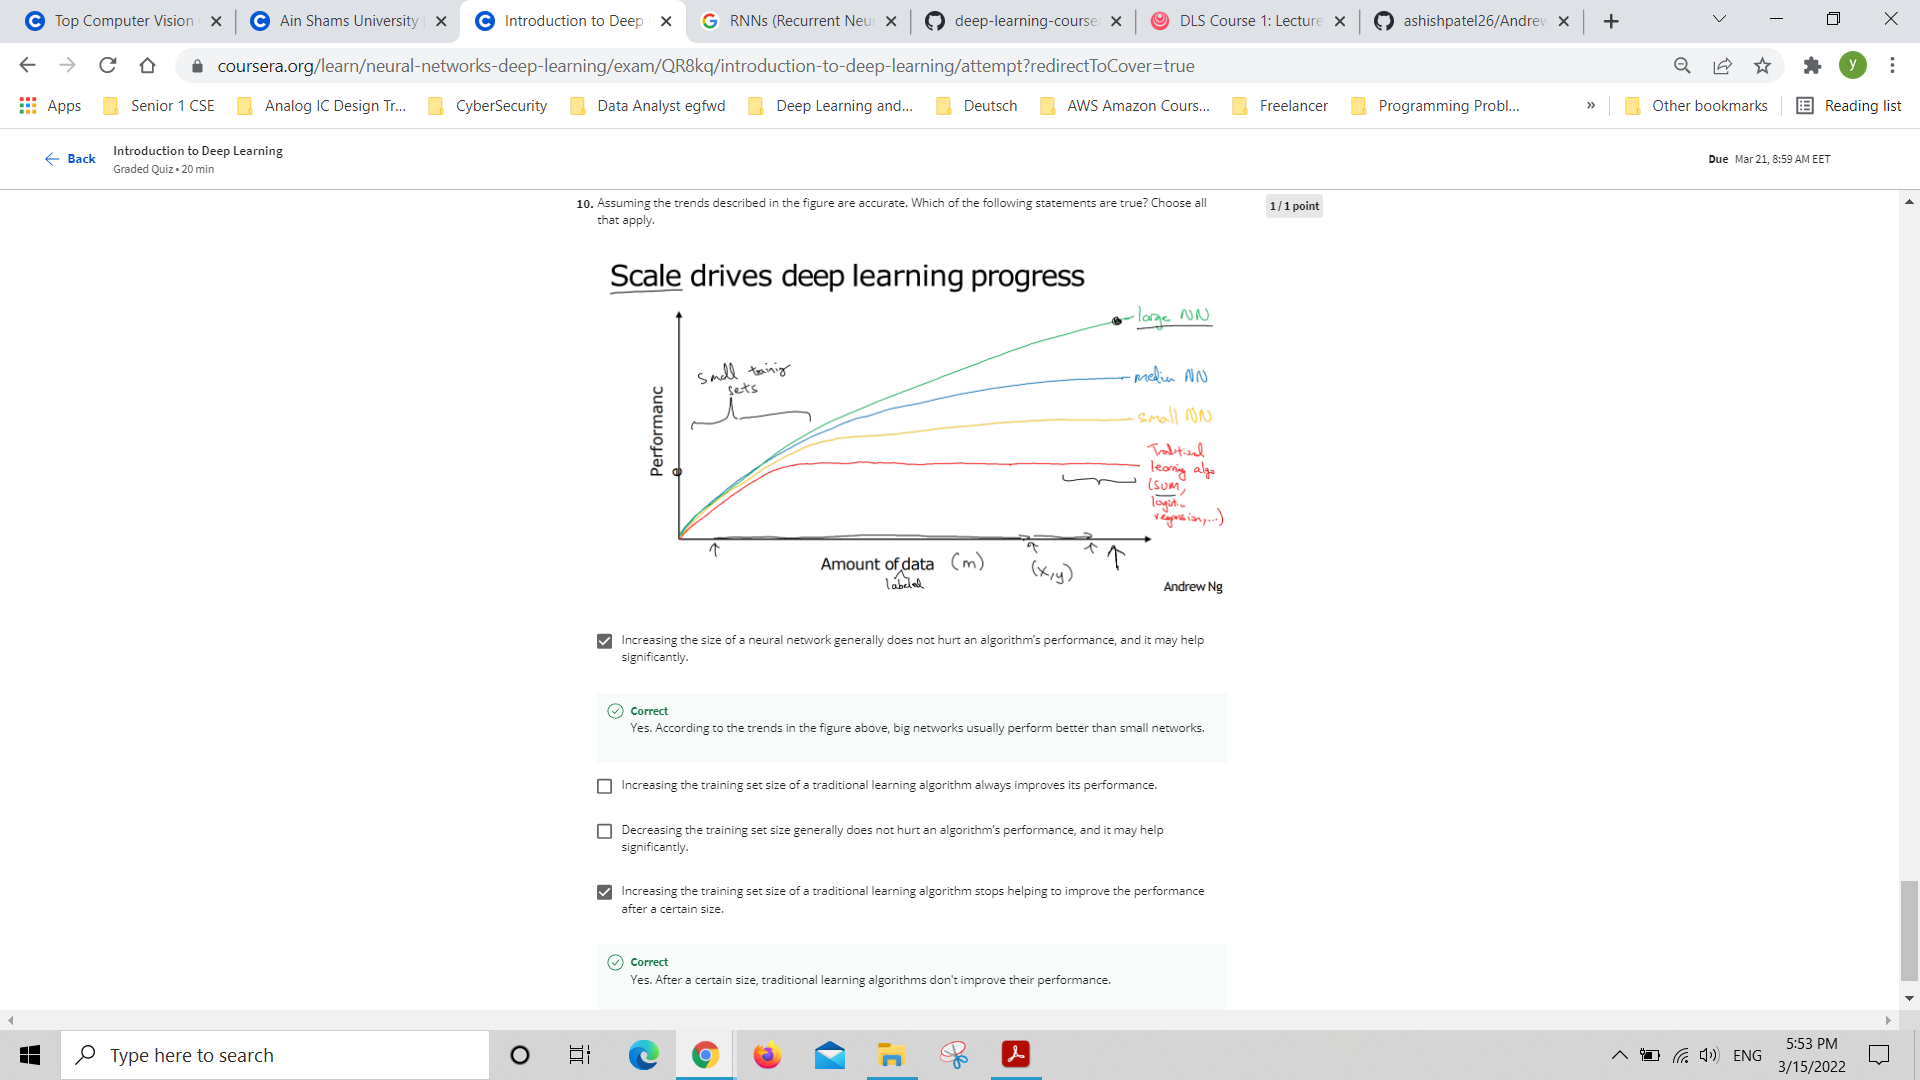 Top Computer Vision
Ain Shams University
Introduction to Deep
RNNs (Recurrent Neu
deep-learning-course
DLS Course 1: Lecture
ashishpatel26/Andrew
coursera.org/learn/neural-networks-deep-learning/exam/QR8kq/introduction-to-deep-learning/attempt?redirectToCover=true
y
Apps
Senior 1 CSE
Analog IC Design Tr...
CyberSecurity
Data Analyst egfwd
Deep Learning and...
Deutsch
AWS Amazon Cours...
Freelancer
Programming Probl...
»
Other bookmarks
Reading list
Back
Introduction to Deep Learning
Graded Quiz • 20 min
Due Mar 21, 8:59 AM EET
10. Assuming the trends described in the figure are accurate. Which of the following statements are true? Choose all
that apply.
1 / 1 point
Scale drives deep learning progress
large NN
small training
sets
medium NN
small NN
Performanc
Traditional
learning algo
(SVM,
logistic
regression,...)
Amount of data (m)
labeled
(x,y)
Andrew Ng
Increasing the size of a neural network generally does not hurt an algorithm's performance, and it may help
significantly.
Correct
Yes. According to the trends in the figure above, big networks usually perform better than small networks.
Increasing the training set size of a traditional learning algorithm always improves its performance.
Decreasing the training set size generally does not hurt an algorithm's performance, and it may help
significantly.
Increasing the training set size of a traditional learning algorithm stops helping to improve the performance
after a certain size.
Correct
Yes. After a certain size, traditional learning algorithms don't improve their performance.
Type here to search
ENG
5:53 PM
3/15/2022